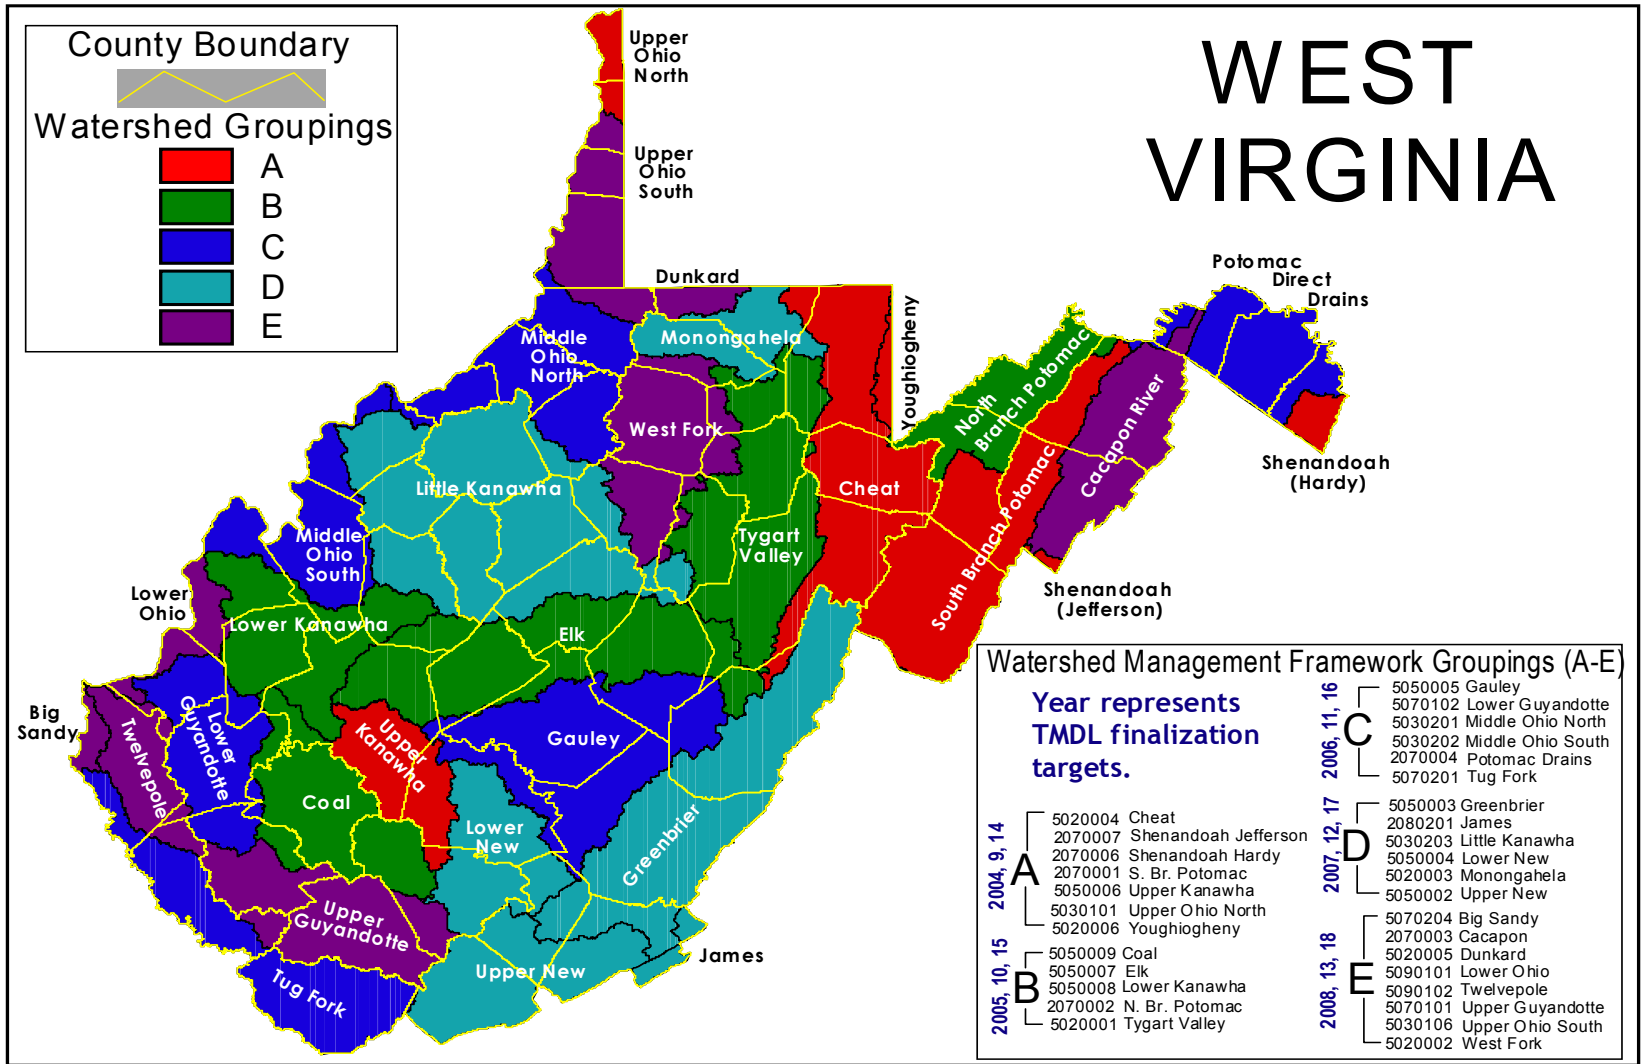 County Boundary
Watershed Groupings
A
B
C
D
E
WEST
VIRGINIA
Upper
Ohio
North
Upper
Ohio
South
Dunkard
Monongahela
Youghiogheny
Potomac
Direct
Drains
Middle
Ohio
North
West Fork
North
Branch Potomac
Cacapon River
South Branch Potomac
Shenandoah
(Hardy)
Shenandoah
(Jefferson)
Cheat
Little Kanawha
Tygart
Valley
Middle
Ohio
South
Lower
Ohio
Lower Kanawha
Elk
Big
Sandy
Twelvepole
Lower
Guyandotte
Upper
Kanawha
Gauley
Coal
Lower
New
Greenbrier
Upper
Guyandotte
Upper New
James
Tug Fork
Watershed Management Framework Groupings (A-E)
Year represents
TMDL finalization
targets.
2004, 9, 14
A
5020004 Cheat
2070007 Shenandoah Jefferson
2070006 Shenandoah Hardy
2070001 S. Br. Potomac
5050006 Upper Kanawha
5030101 Upper Ohio North
5020006 Youghiogheny
2005, 10, 15
B
5050009 Coal
5050007 Elk
5050008 Lower Kanawha
2070002 N. Br. Potomac
5020001 Tygart Valley
2006, 11, 16
C
5050005 Gauley
5070102 Lower Guyandotte
5030201 Middle Ohio North
5030202 Middle Ohio South
2070004 Potomac Drains
5070201 Tug Fork
2007, 12, 17
D
5050003 Greenbrier
2080201 James
5030203 Little Kanawha
5050004 Lower New
5020003 Monongahela
5050002 Upper New
2008, 13, 18
E
5070204 Big Sandy
2070003 Cacapon
5020005 Dunkard
5090101 Lower Ohio
5090102 Twelvepole
5070101 Upper Guyandotte
5030106 Upper Ohio South
5020002 West Fork